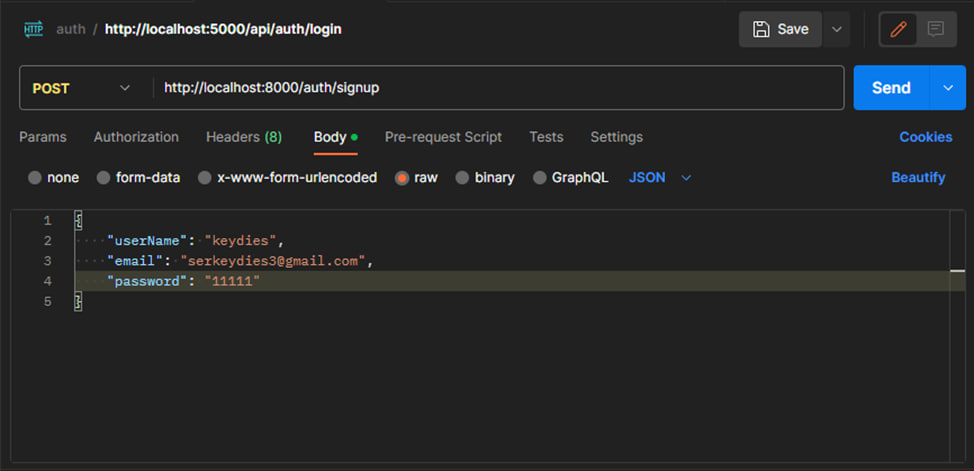 HTTP auth / http://localhost:5000/api/auth/login Save
POST http://localhost:8000/auth/signup Send
Params Authorization Headers (8) Body Pre-request Script Tests Settings Cookies
none form-data x-www-form-urlencoded raw binary GraphQL JSON Beautify
1 {
2 "userName": "keydies",
3 "email": "serkeydies3@gmail.com",
4 "password": "11111"
5 }